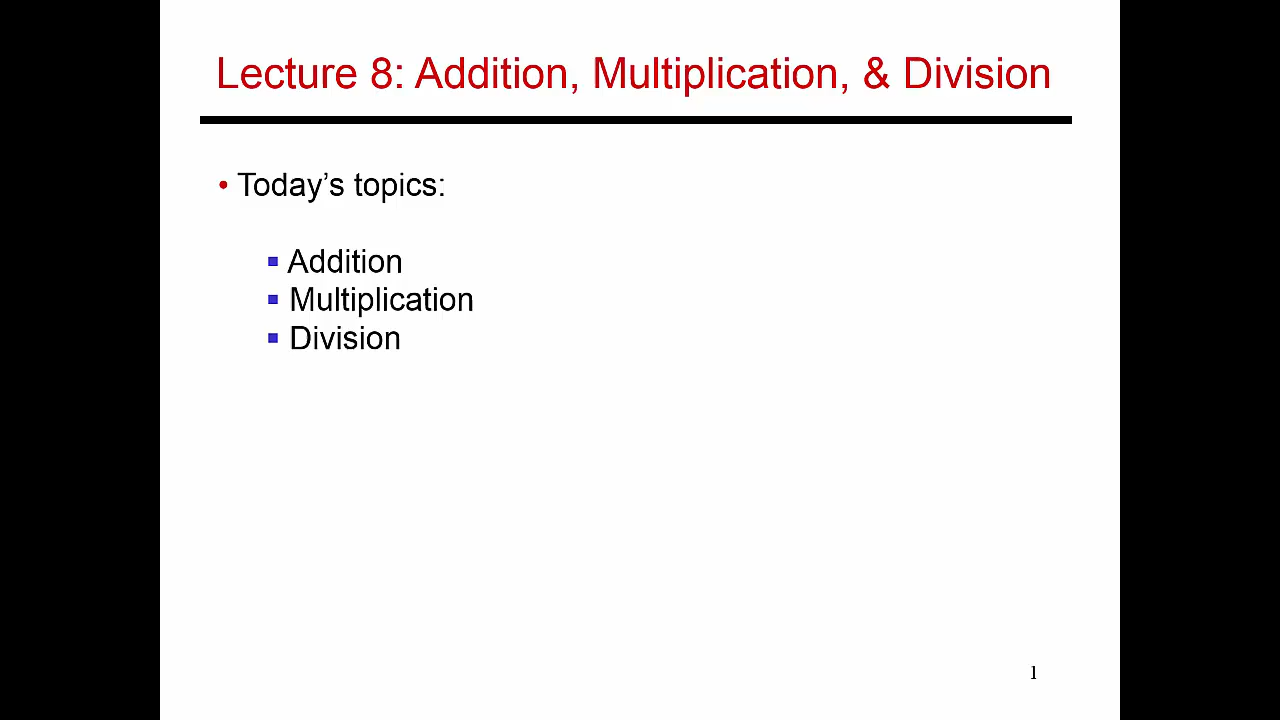 Lecture 8: Addition, Multiplication, & Division
• Today’s topics:
▪ Addition
▪ Multiplication
▪ Division
1